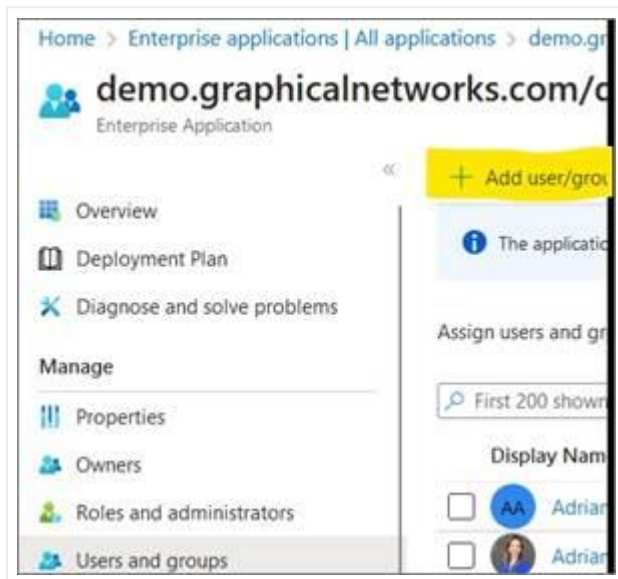 Home > Enterprise applications | All applications > demo.gr
demo.graphicalnetworks.com/
Enterprise Application
«
+ Add user/grou
Overview
The applicatio
Deployment Plan
Diagnose and solve problems
Assign users and gr
Manage
First 200 shown
Properties
Display Nam
Owners
AA Adrian
Roles and administrators
Users and groups
Adrian